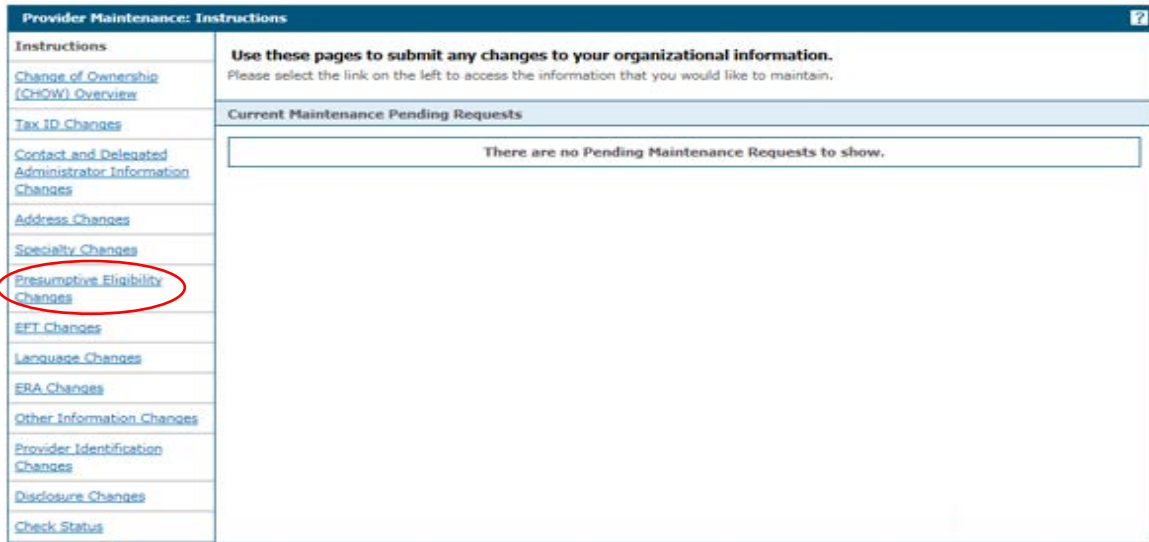 Provider Maintenance: Instructions
?
Instructions
Change of Ownership
(CHOW) Overview
Tax ID Changes
Contact and Delegated
Administrator Information
Changes
Address Changes
Specialty Changes
Presumptive Eligibility
Changes
EFT Changes
Language Changes
ERA Changes
Other Information Changes
Provider Identification
Changes
Disclosure Changes
Check Status
Use these pages to submit any changes to your organizational information.
Please select the link on the left to access the information that you would like to maintain.
Current Maintenance Pending Requests
There are no Pending Maintenance Requests to show.